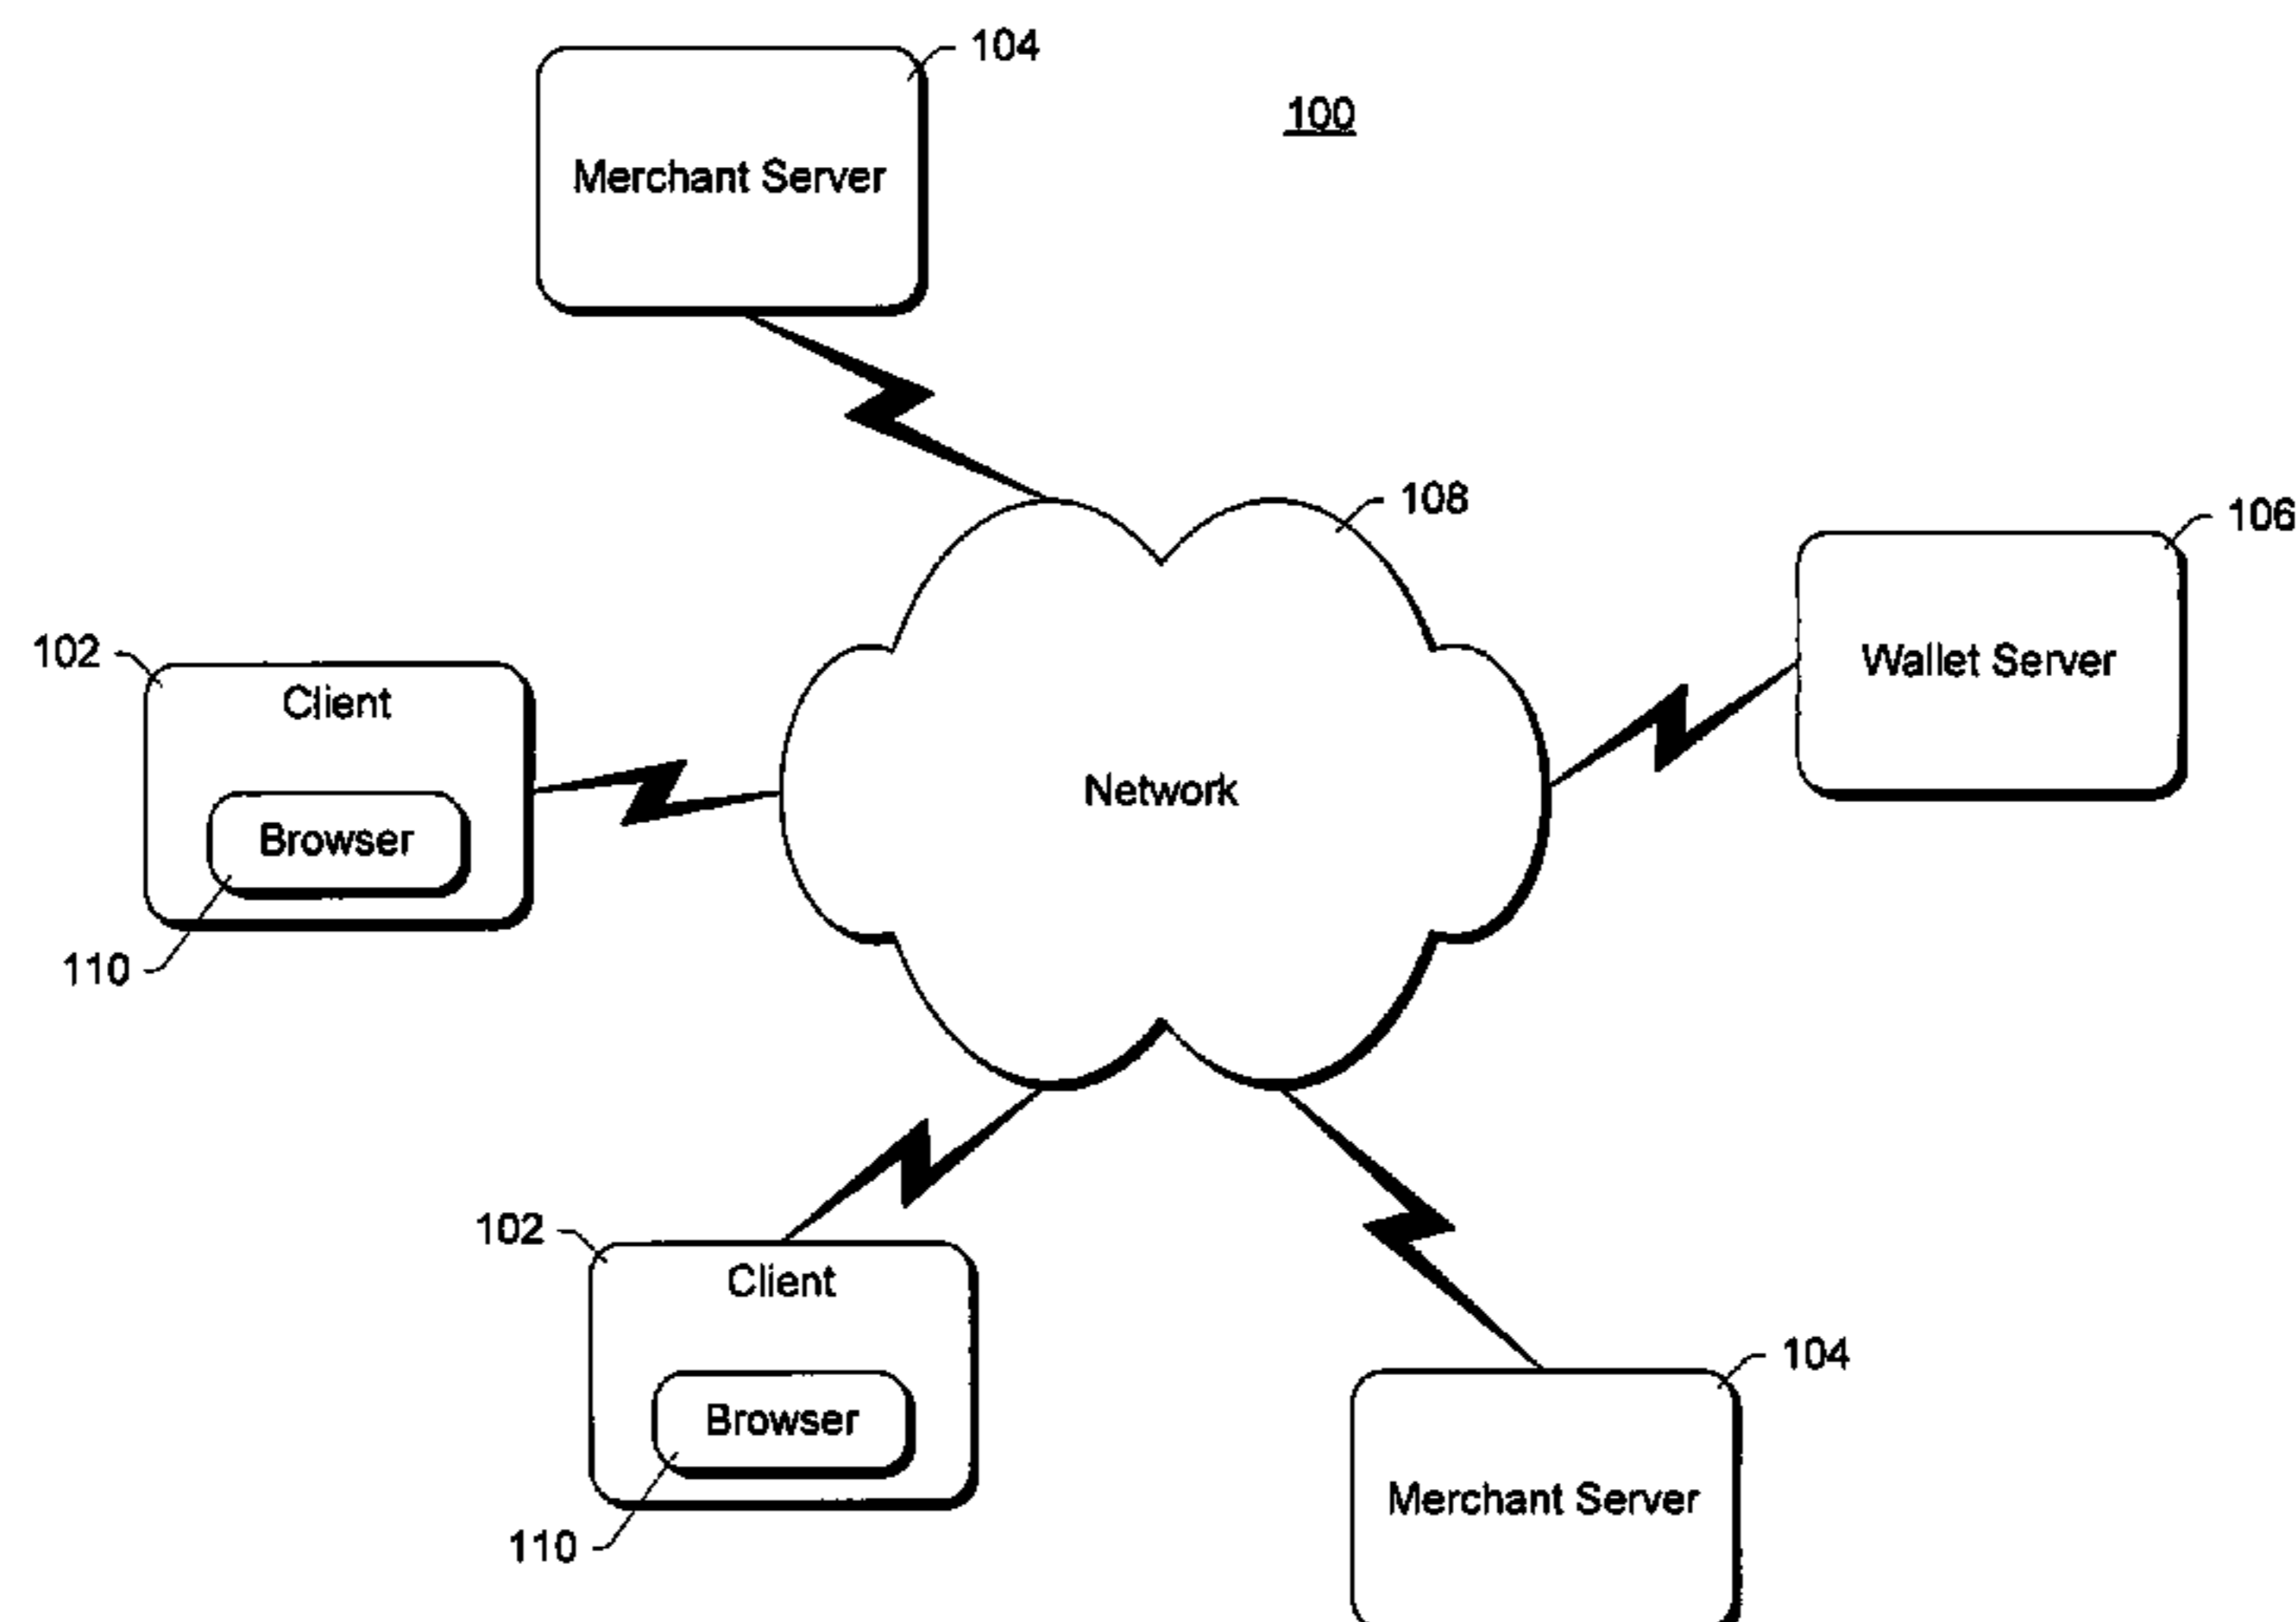 104
100
Merchant Server
108
106
102
Client
Wallet Server
Network
Browser
110
102
Client
104
Browser
Merchant Server
110